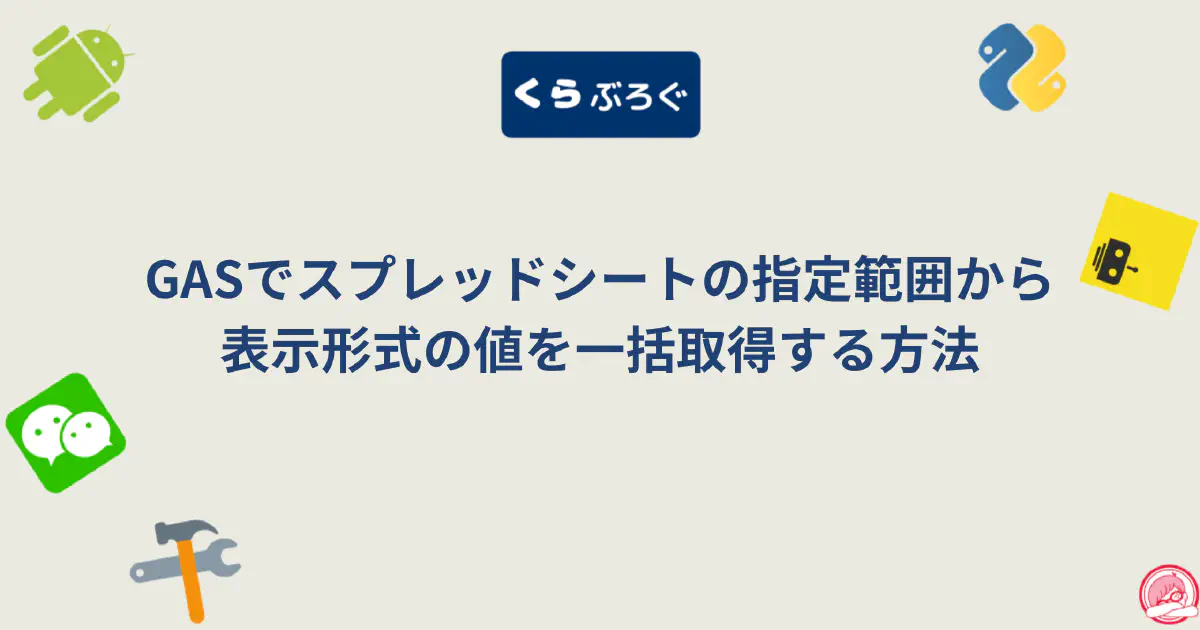 くらぶろぐ
GASでスプレッドシートの指定範囲から
表示形式の値を一括取得する方法